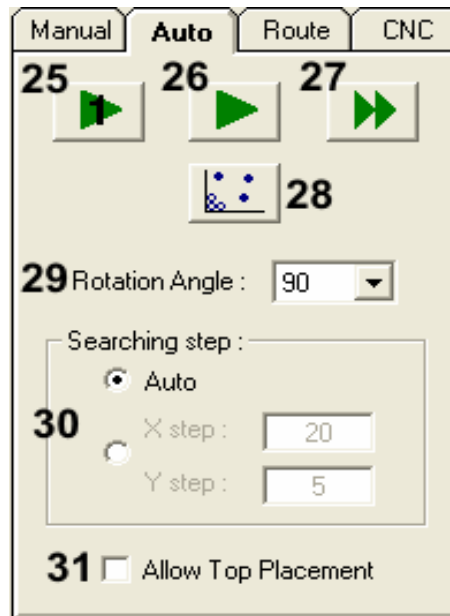 Manual Auto Route CNC
25 26 27
1
28
29 Rotation Angle : 90
Searching step :
Auto
30 X step : 20
Y step : 5
31 Allow Top Placement